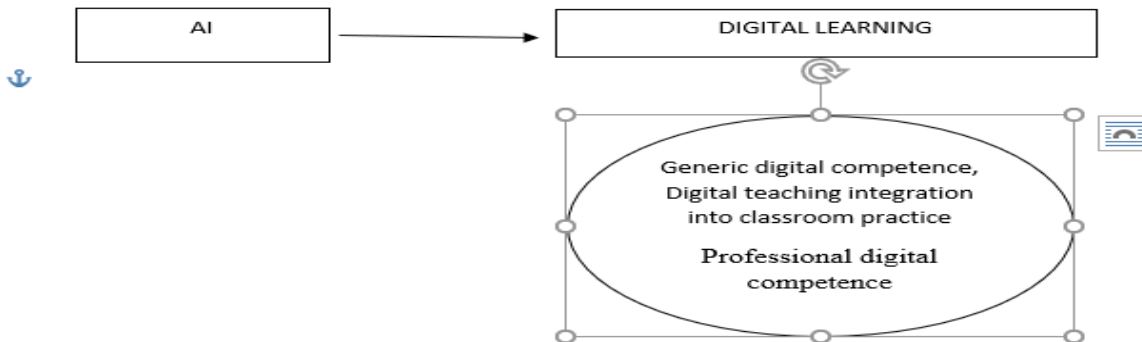 AI
DIGITAL LEARNING
Generic digital competence,
Digital teaching integration
into classroom practice
Professional digital
competence